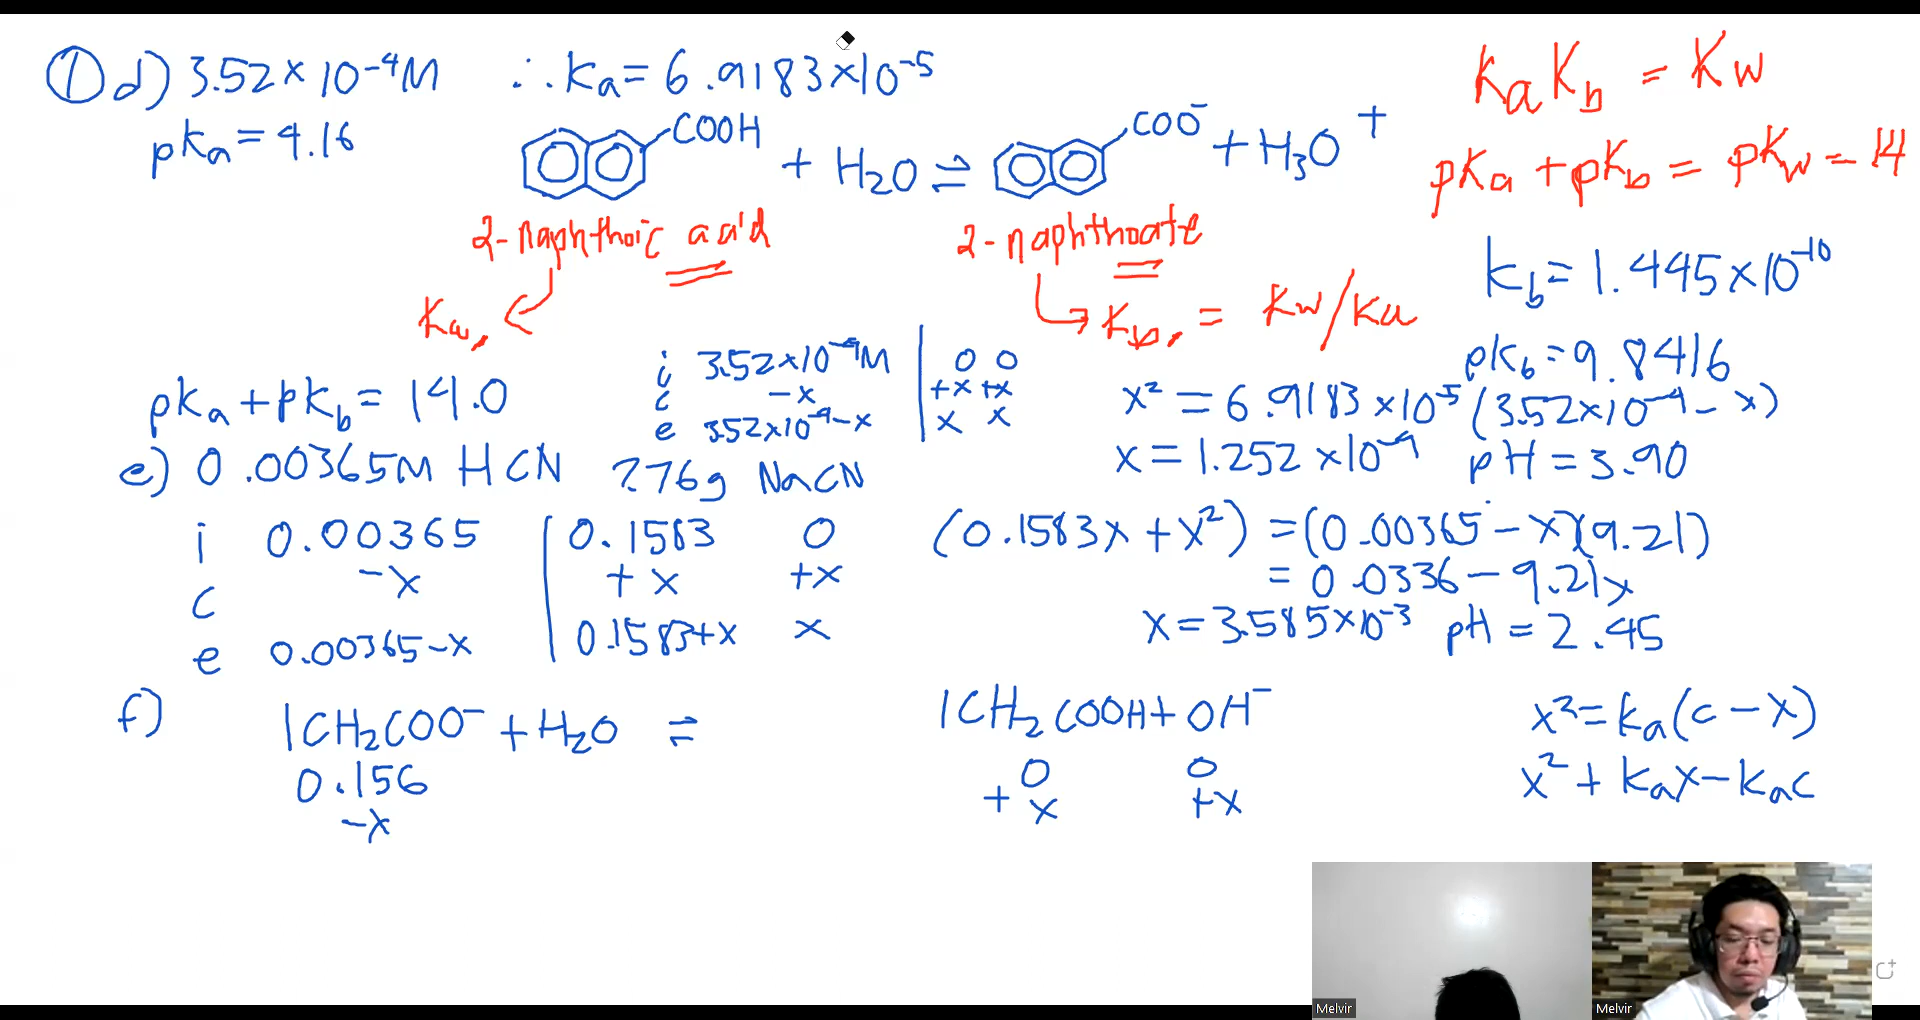 ① d) 3.52 × 10⁻⁴ M ∴ Ka = 6.9183 × 10⁻⁵
pKa = 4.16
COOH + H₂O ⇌ COO⁻ + H₃O⁺
2-naphthoic acid 2-naphthoate
Ka, Kb, = Kw/Ka
KaKb = Kw
pKa + pKb = pKw = 14
Kb = 1.445 × 10⁻¹⁰
pKb = 9.8416
pKa + pKb = 14.0
i 3.52×10⁻⁴ M | 0 0
c -x | +x +x
e 3.52×10⁻⁴-x | x x
x² = 6.9183 × 10⁻⁵ (3.52×10⁻⁴ - x)
x = 1.252 × 10⁻⁴ pH = 3.90
e) 0.00365M HCN 7.76g NaCN
i 0.00365 | 0.1583 0
c -x | +x +x
e 0.00365-x | 0.1583+x x
(0.1583x + x²) = (0.00365 - x)(9.21)
= 0.0336 - 9.21x
x = 3.585×10⁻³ pH = 2.45
f) ICH₂COO⁻ + H₂O ⇌ ICH₂COOH + OH⁻
0.156 0 0
-x +x +x
x² = Ka(c - x)
x² + Kax - Kac
Melvir
Melvir